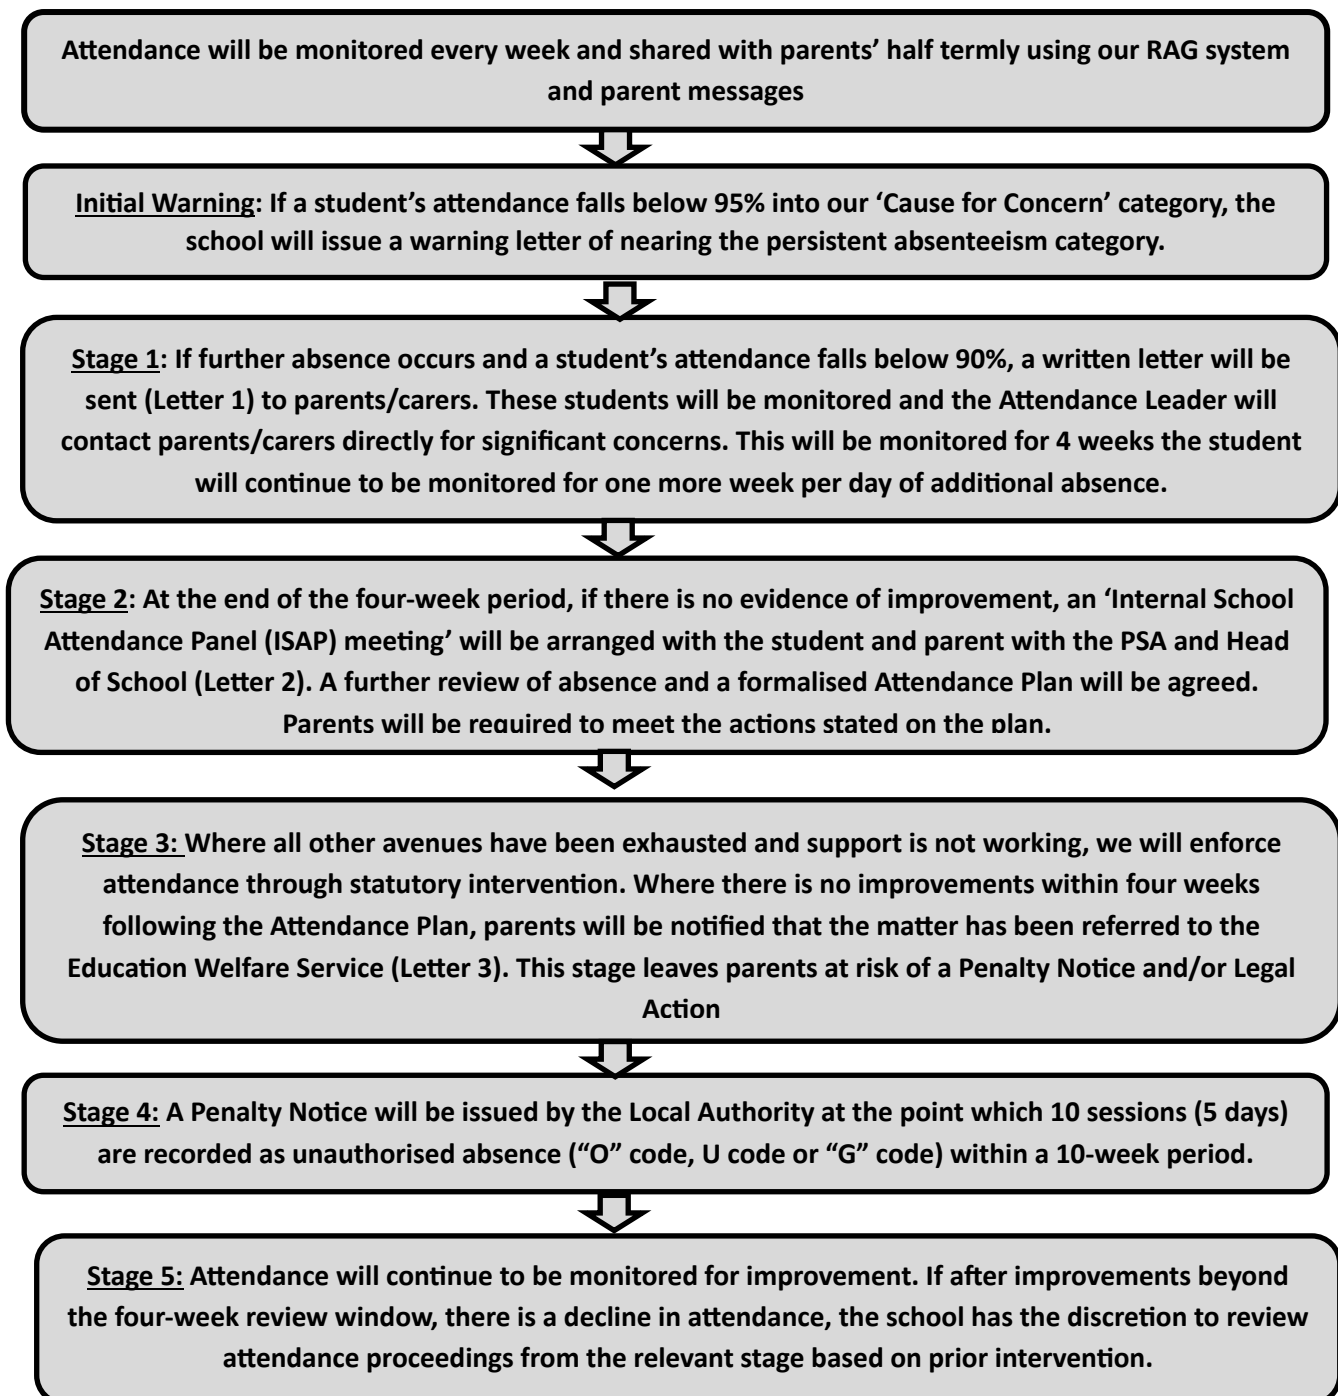 Attendance will be monitored every week and shared with parents’ half termly using our RAG system
and parent messages
Initial Warning: If a student’s attendance falls below 95% into our ‘Cause for Concern’ category, the
school will issue a warning letter of nearing the persistent absenteeism category.
Stage 1: If further absence occurs and a student’s attendance falls below 90%, a written letter will be
sent (Letter 1) to parents/carers. These students will be monitored and the Attendance Leader will
contact parents/carers directly for significant concerns. This will be monitored for 4 weeks the student
will continue to be monitored for one more week per day of additional absence.
Stage 2: At the end of the four-week period, if there is no evidence of improvement, an ‘Internal School
Attendance Panel (ISAP) meeting’ will be arranged with the student and parent with the PSA and Head
of School (Letter 2). A further review of absence and a formalised Attendance Plan will be agreed.
Parents will be required to meet the actions stated on the plan.
Stage 3: Where all other avenues have been exhausted and support is not working, we will enforce
attendance through statutory intervention. Where there is no improvements within four weeks
following the Attendance Plan, parents will be notified that the matter has been referred to the
Education Welfare Service (Letter 3). This stage leaves parents at risk of a Penalty Notice and/or Legal
Action
Stage 4: A Penalty Notice will be issued by the Local Authority at the point which 10 sessions (5 days)
are recorded as unauthorised absence (“O” code, U code or “G” code) within a 10-week period.
Stage 5: Attendance will continue to be monitored for improvement. If after improvements beyond
the four-week review window, there is a decline in attendance, the school has the discretion to review
attendance proceedings from the relevant stage based on prior intervention.